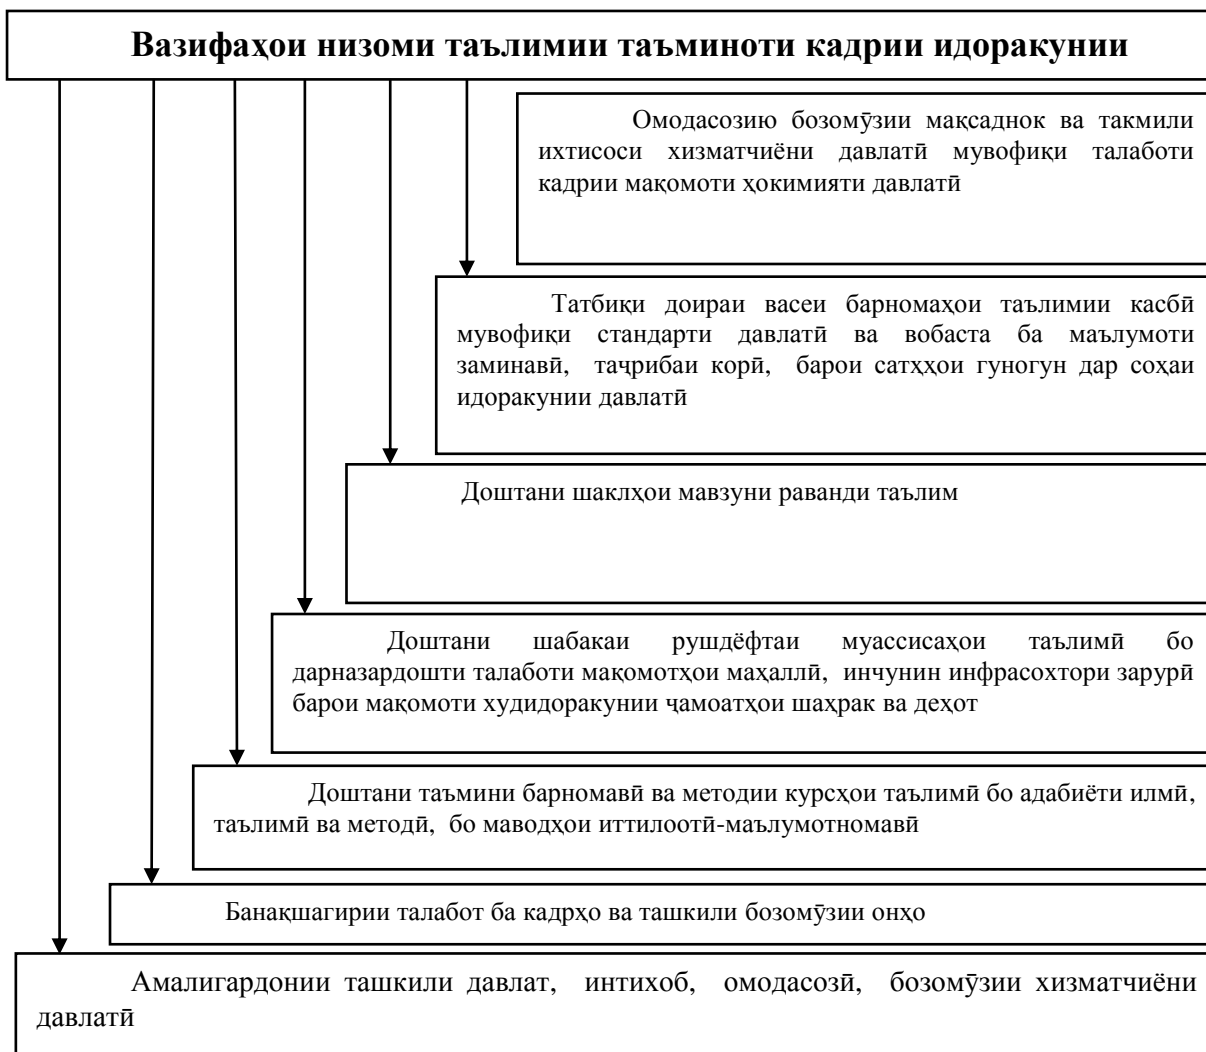 Вазифаҳои низоми таълимии таъминоти кадрии идоракунии
Омодасозию бозомӯзии мақсаднок ва такмили
ихтисоси хизматчиёни давлатӣ мувофиқи талаботи
кадрии мақомоти ҳокимияти давлатӣ
Татбиқи доираи васеи барномаҳои таълимии касбӣ
мувофиқи стандарти давлатӣ ва вобаста ба маълумоти
заминавӣ, таҷрибаи корӣ, барои сатҳҳои гуногун дар соҳаи
идоракунии давлатӣ
Доштани шаклҳои мавзуни раванди таълим
Доштани шабакаи рушдёфтаи муассисаҳои таълимӣ бо
дарназардошти талаботи мақомотҳои маҳаллӣ, инчунин инфрасохтори зарурӣ
барои мақомоти худидоракунии ҷамоатҳои шаҳрак ва деҳот
Доштани таъмини барномавӣ ва методии курсҳои таълимӣ бо адабиёти илмӣ,
таълимӣ ва методӣ, бо маводҳои иттилоотӣ-маълумотномавӣ
Банақшагирии талабот ба кадрҳо ва ташкили бозомӯзии онҳо
Амалигардонии ташкили давлат, интихоб, омодасозӣ, бозомӯзии хизматчиёни
давлатӣ